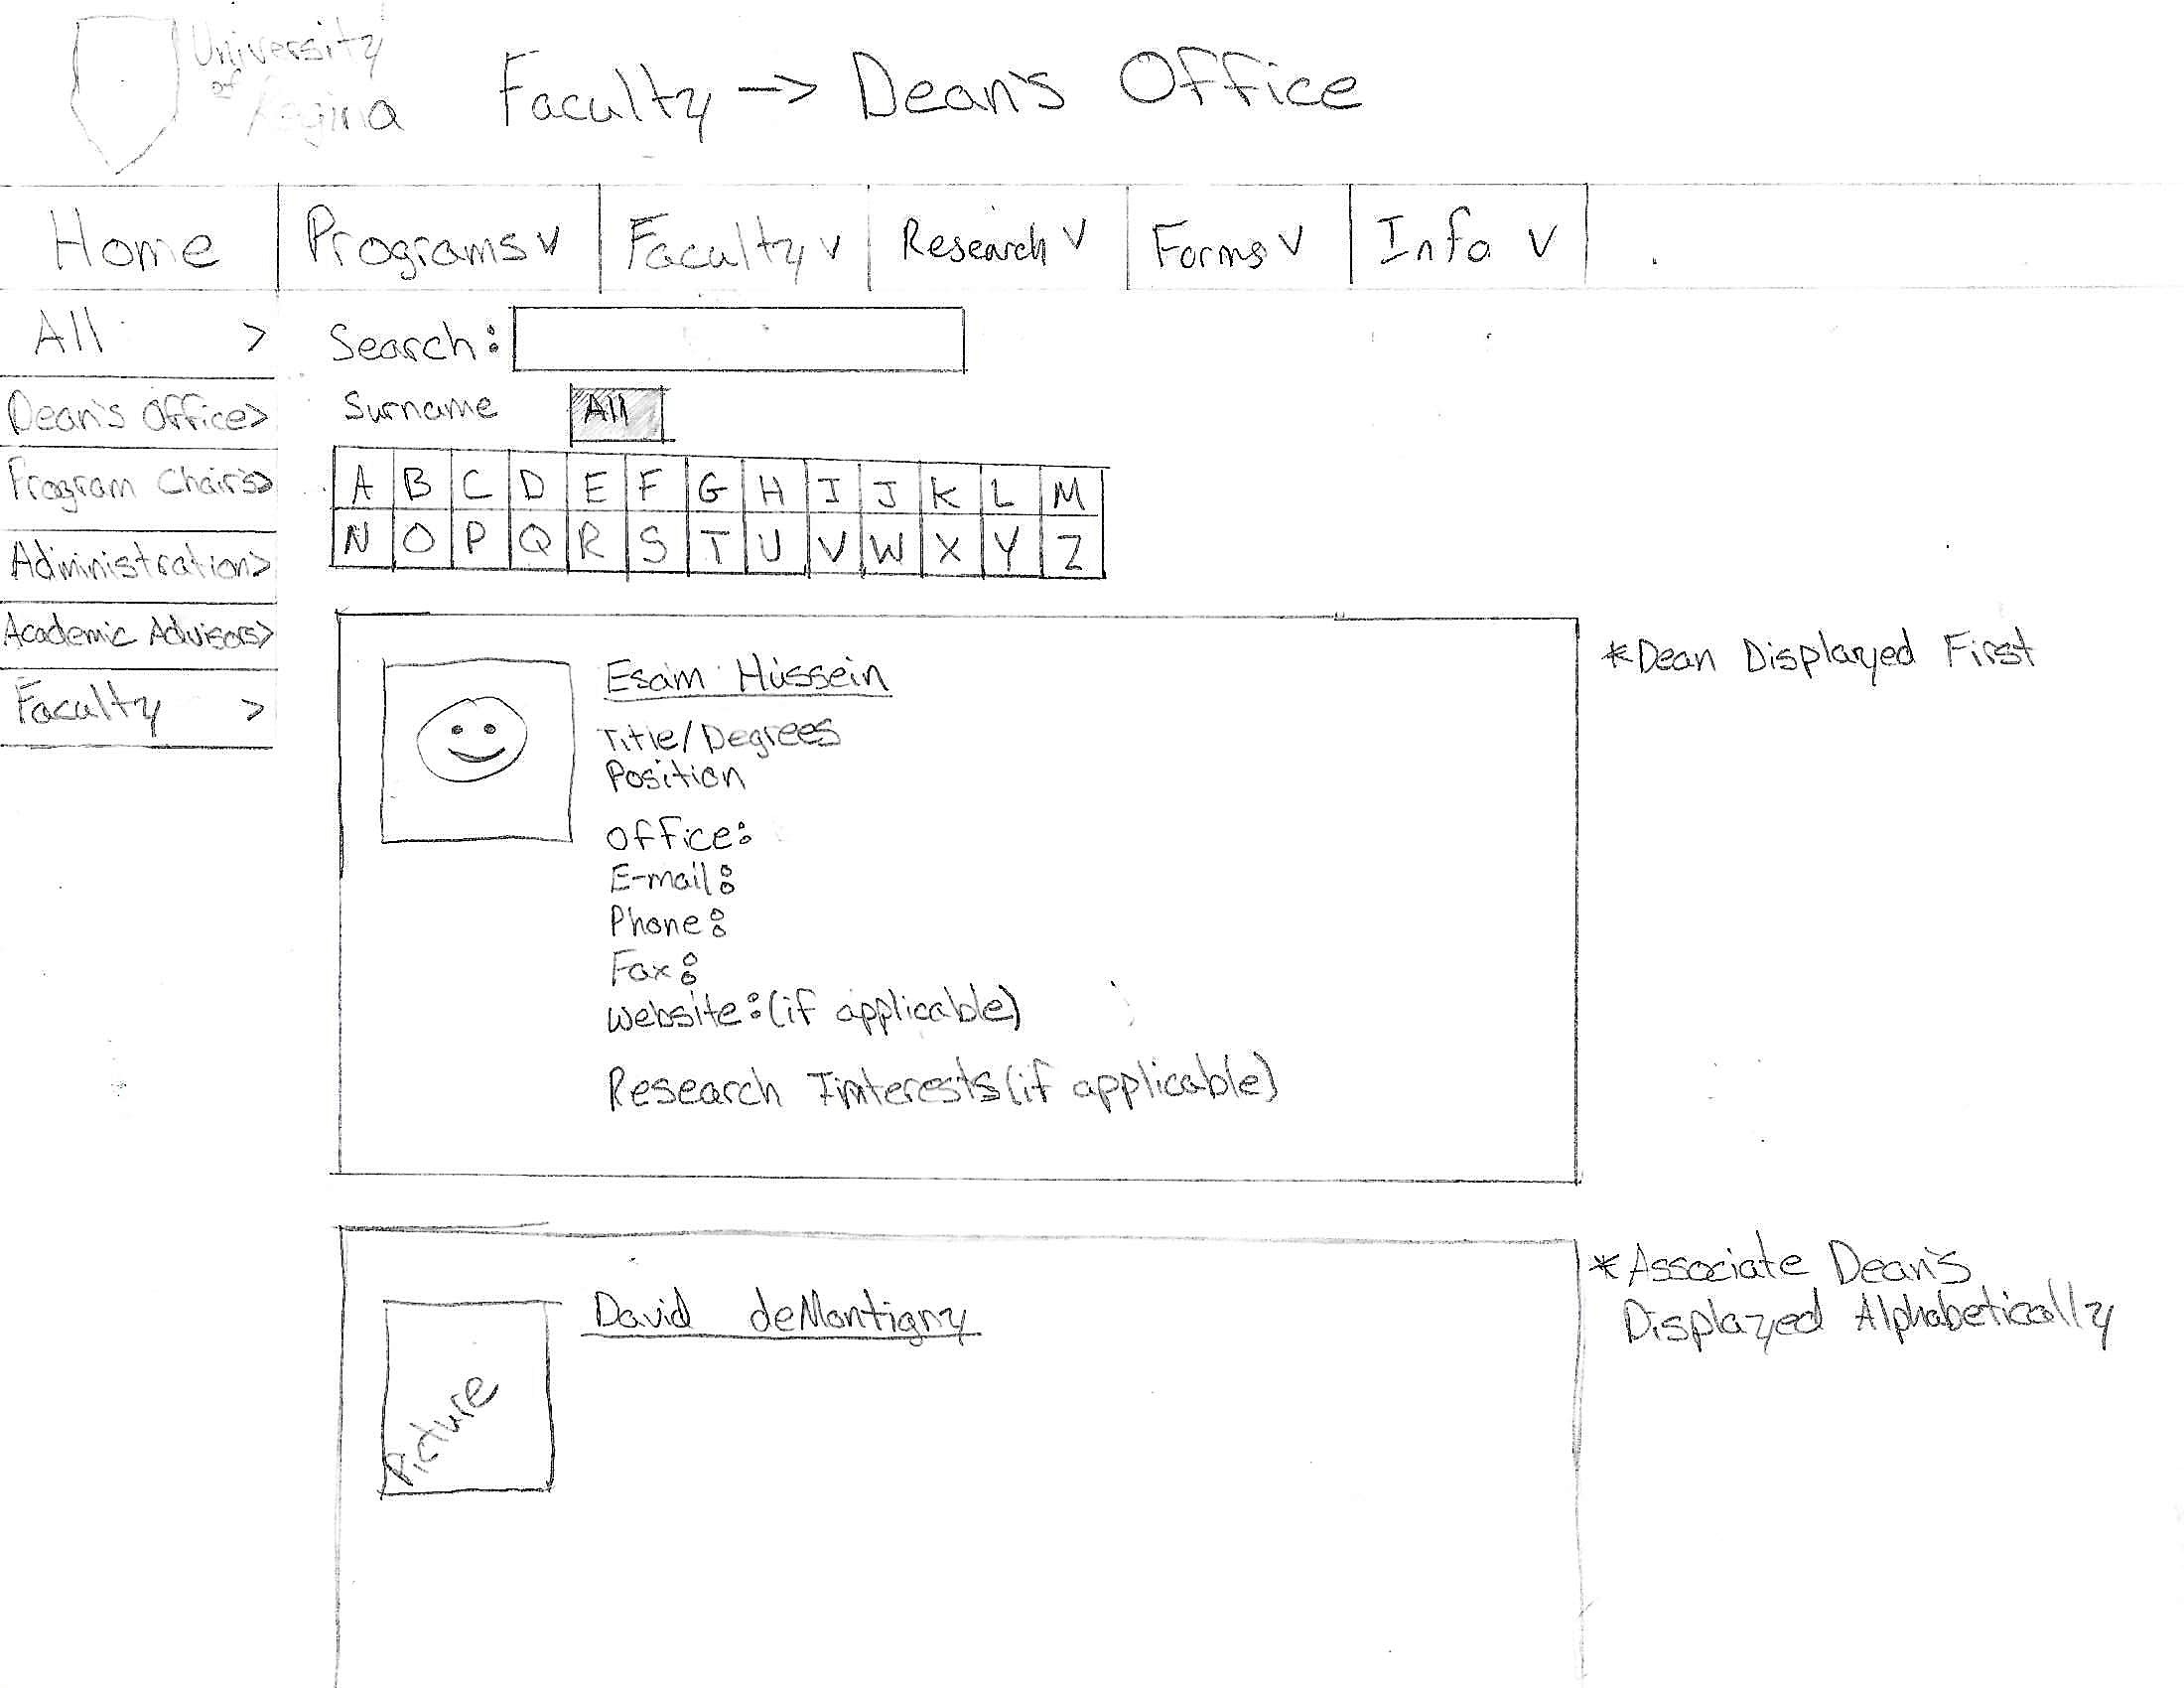 University
of
Regina
Faculty -> Dean's Office
Home
Programs v
Faculty v
Research v
Forms v
Info v
All >
Dean's Office>
Program Chairs>
Administration>
Academic Advisors>
Faculty >
Search:
Surname All
A B C D E F G H I J K L M
N O P Q R S T U V W X Y Z
*Dean Displayed First
Esam Hussein
Title/Degrees
Position
Office:
E-mail:
Phone:
Fax:
Website:(if applicable)
Research Interests(if applicable)
*Associate Dean's
Displayed Alphabetically
David deMontigny
Picture